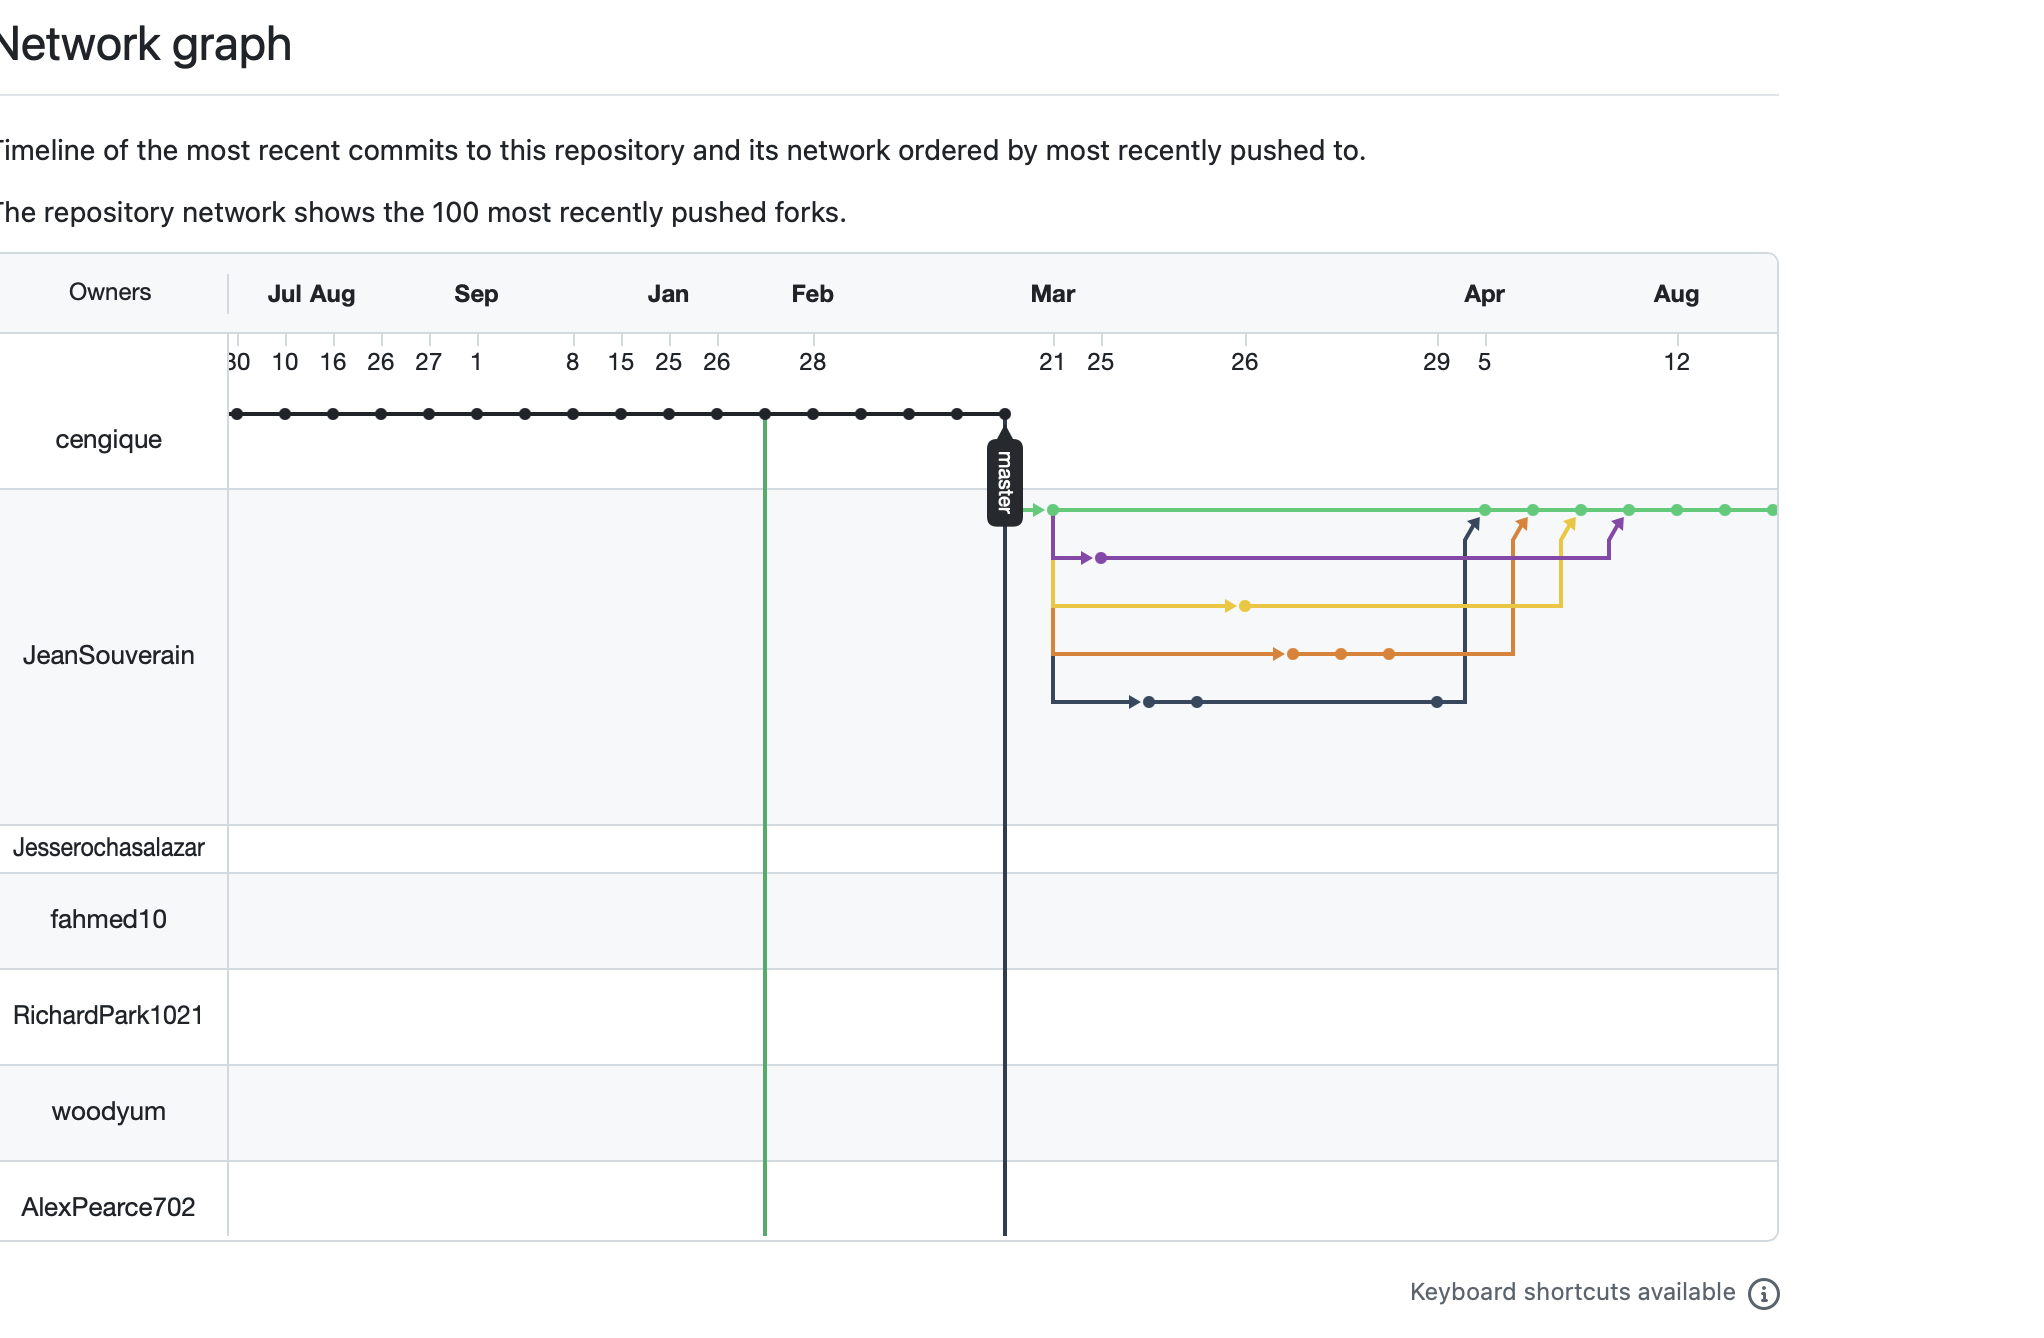 Network graph
Timeline of the most recent commits to this repository and its network ordered by most recently pushed to.
The repository network shows the 100 most recently pushed forks.
Owners Jul Aug Sep Jan Feb Mar Apr Aug
30 10 16 26 27 1 8 15 25 26 28 21 25 26 29 5 12
cengique
master
JeanSouverain
Jesserochasalazar
fahmed10
RichardPark1021
woodyum
AlexPearce702
Keyboard shortcuts available